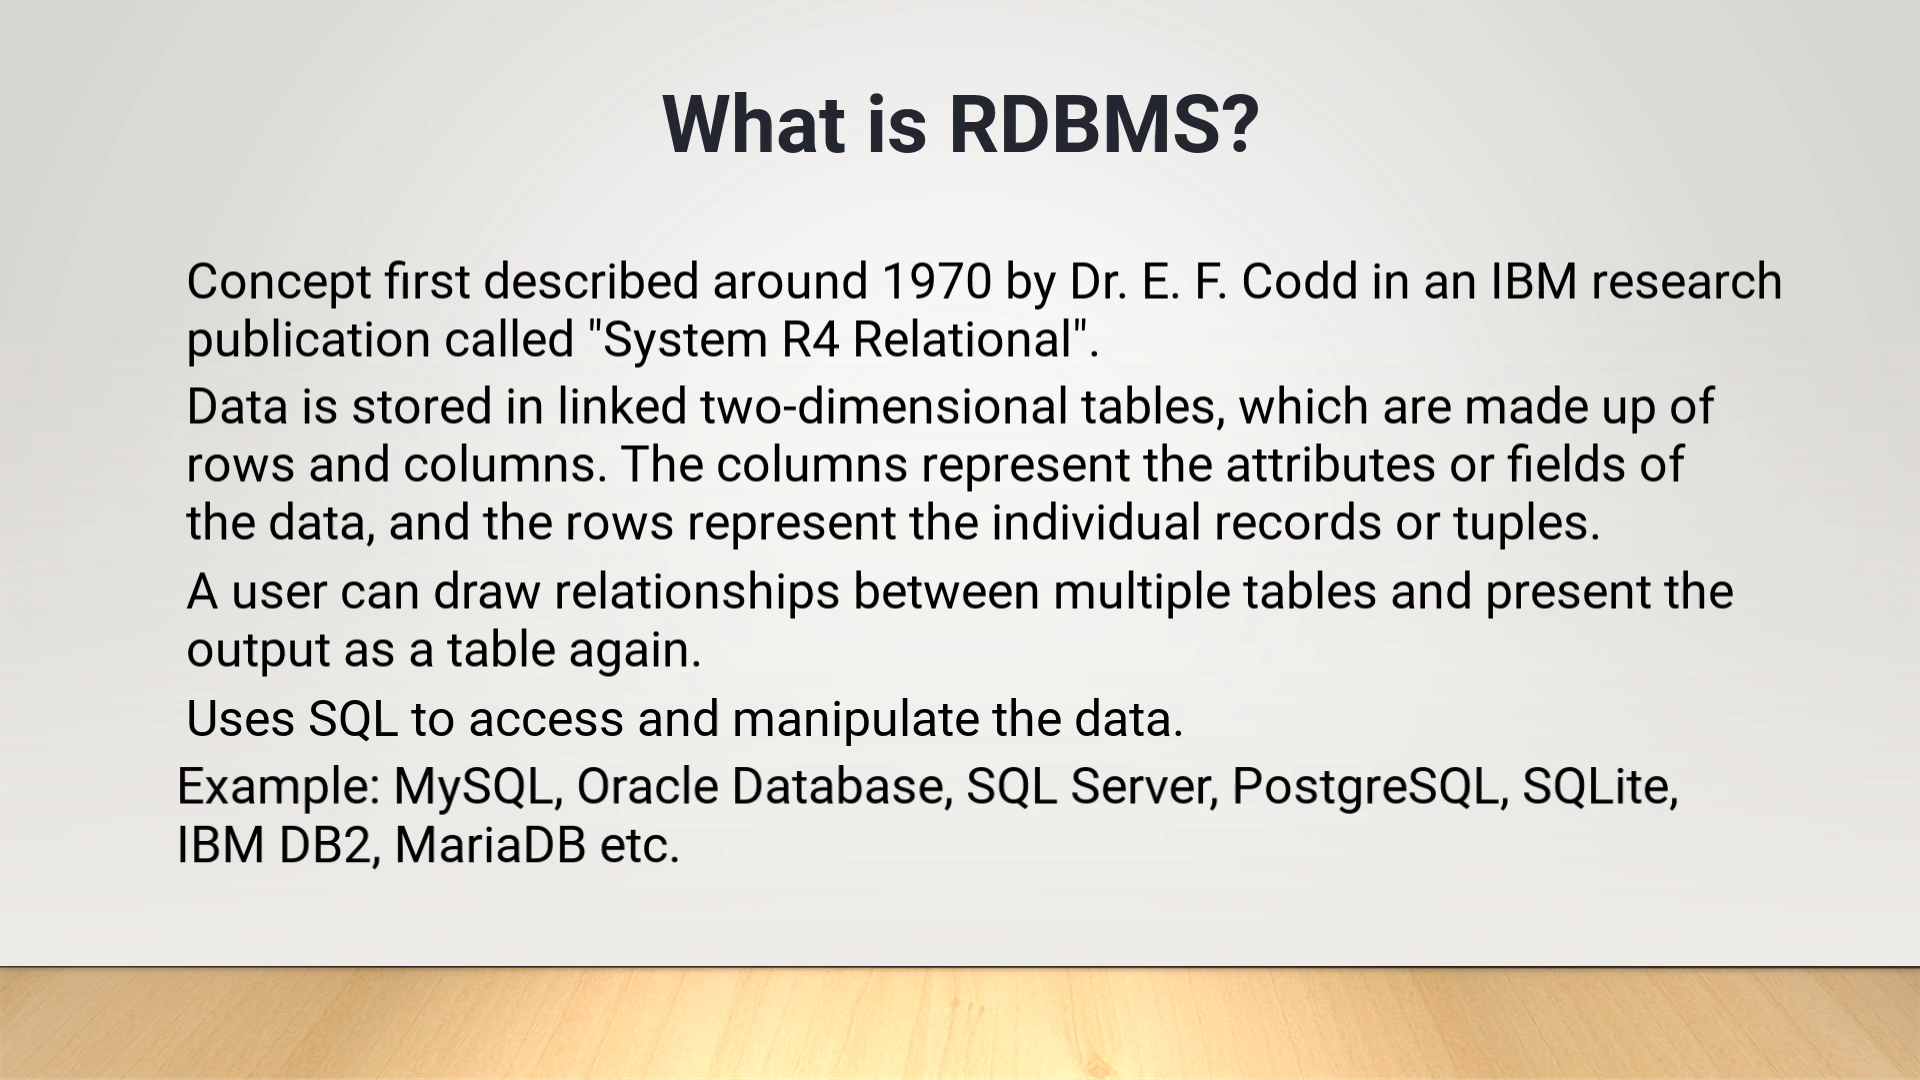 What is RDBMS?
Concept first described around 1970 by Dr. E. F. Codd in an IBM research
publication called "System R4 Relational".
Data is stored in linked two-dimensional tables, which are made up of
rows and columns. The columns represent the attributes or fields of
the data, and the rows represent the individual records or tuples.
A user can draw relationships between multiple tables and present the
output as a table again.
Uses SQL to access and manipulate the data.
Example: MySQL, Oracle Database, SQL Server, PostgreSQL, SQLite,
IBM DB2, MariaDB etc.